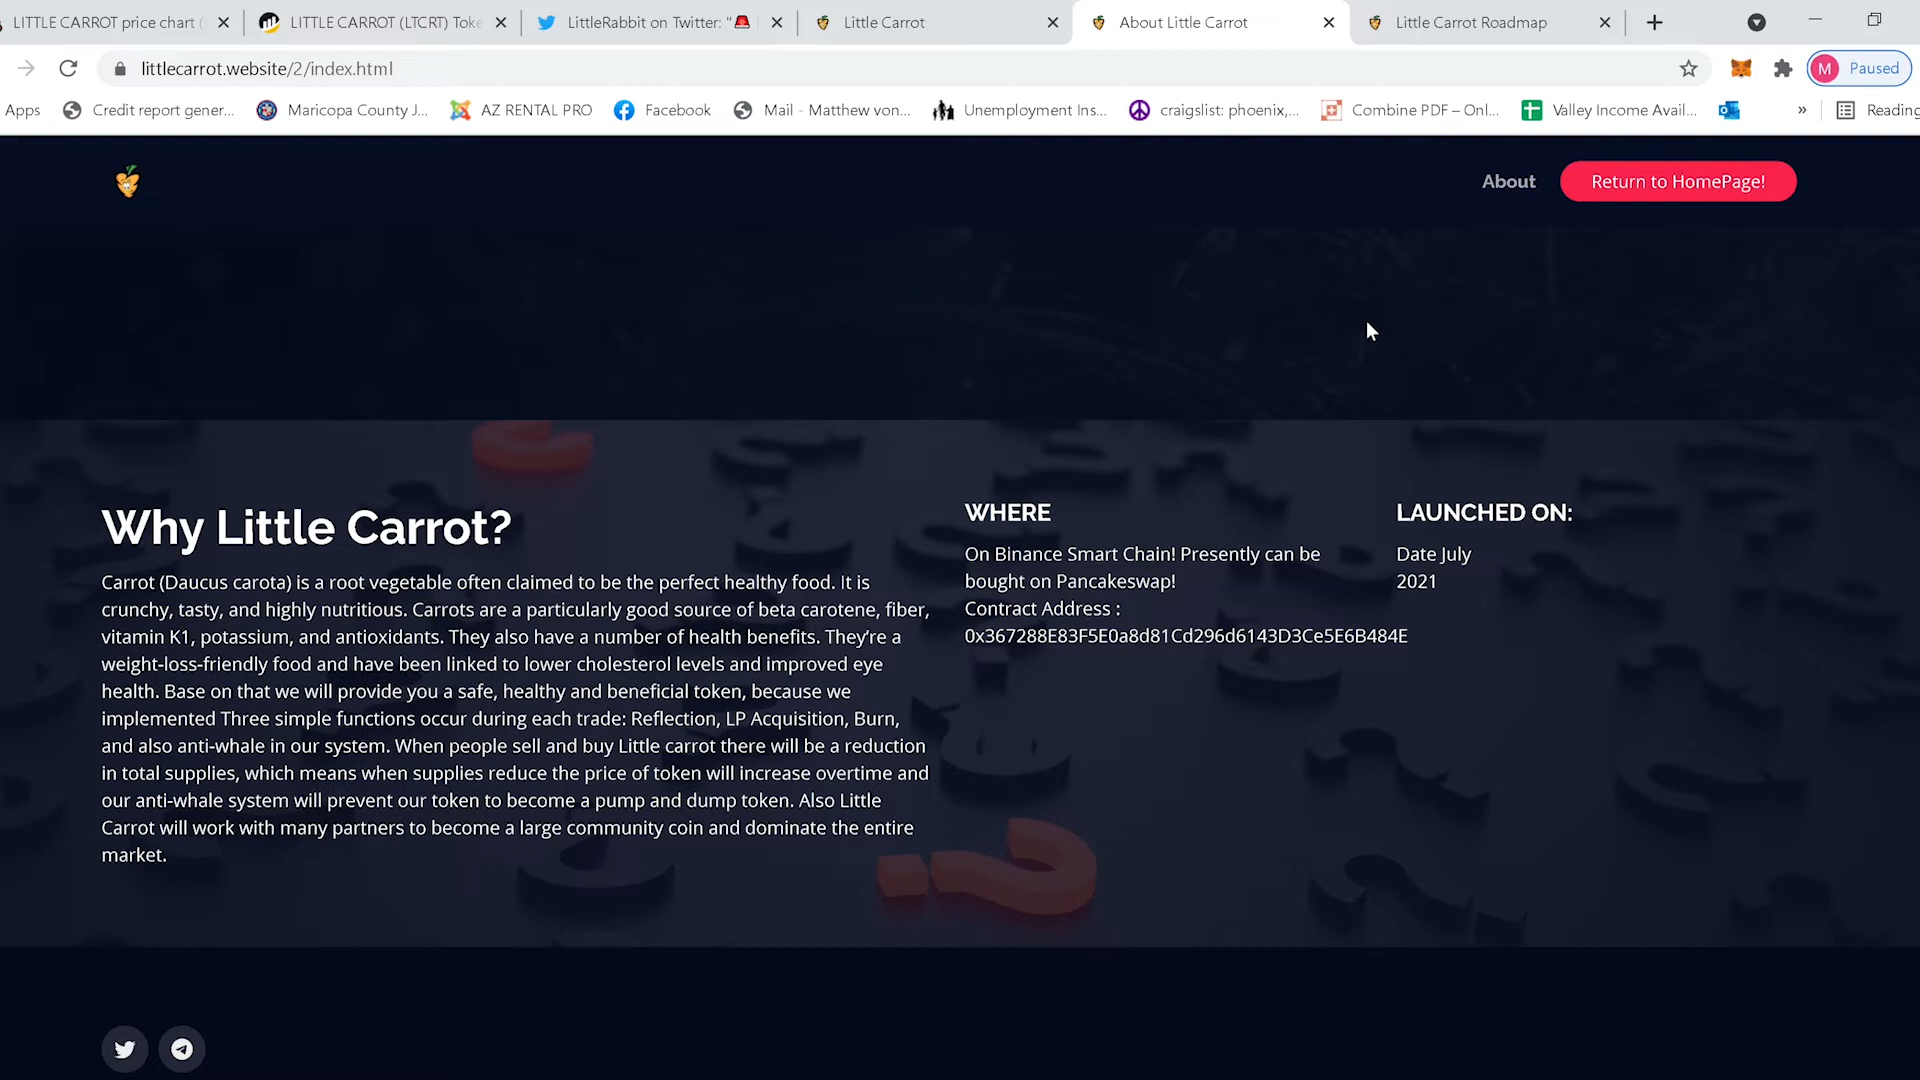 LITTLE CARROT price chart (
LITTLE CARROT (LTCRT) Toke
LittleRabbit on Twitter: "🚨
Little Carrot
About Little Carrot
Little Carrot Roadmap
littlecarrot.website/2/index.html
M Paused
Apps
Credit report gener...
Maricopa County J...
AZ RENTAL PRO
Facebook
Mail - Matthew von...
Unemployment Ins...
craigslist: phoenix,...
Combine PDF – Onl...
Valley Income Avail...
»
Reading
About
Return to HomePage!
Why Little Carrot?
Carrot (Daucus carota) is a root vegetable often claimed to be the perfect healthy food. It is
crunchy, tasty, and highly nutritious. Carrots are a particularly good source of beta carotene, fiber,
vitamin K1, potassium, and antioxidants. They also have a number of health benefits. They’re a
weight-loss-friendly food and have been linked to lower cholesterol levels and improved eye
health. Base on that we will provide you a safe, healthy and beneficial token, because we
implemented Three simple functions occur during each trade: Reflection, LP Acquisition, Burn,
and also anti-whale in our system. When people sell and buy Little carrot there will be a reduction
in total supplies, which means when supplies reduce the price of token will increase overtime and
our anti-whale system will prevent our token to become a pump and dump token. Also Little
Carrot will work with many partners to become a large community coin and dominate the entire
market.
WHERE
On Binance Smart Chain! Presently can be
bought on Pancakeswap!
Contract Address :
0x367288E83F5E0a8d81Cd296d6143D3Ce5E6B484E
LAUNCHED ON:
Date July
2021